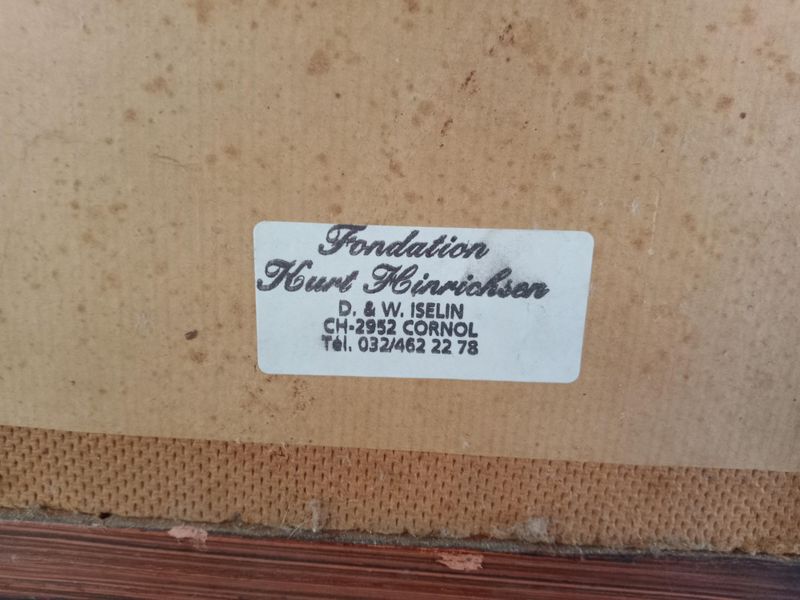 Fondation
Kurt Hinrichsen
D. & W. ISELIN
CH-2952 CORNOL
Tél. 032/462 22 78